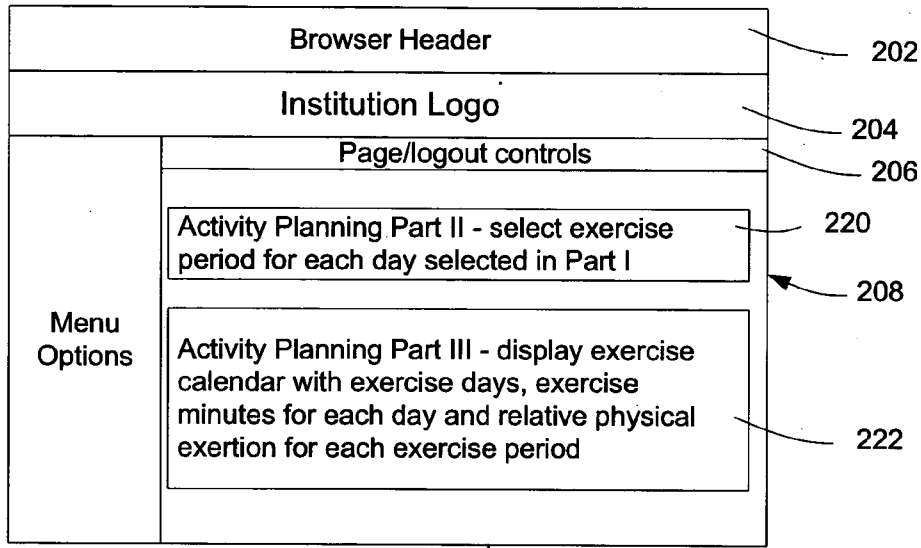 Browser Header
202
Institution Logo
204
Page/logout controls
206
Activity Planning Part II - select exercise
period for each day selected in Part I
220
208
Menu
Options
Activity Planning Part III - display exercise
calendar with exercise days, exercise
minutes for each day and relative physical
exertion for each exercise period
222